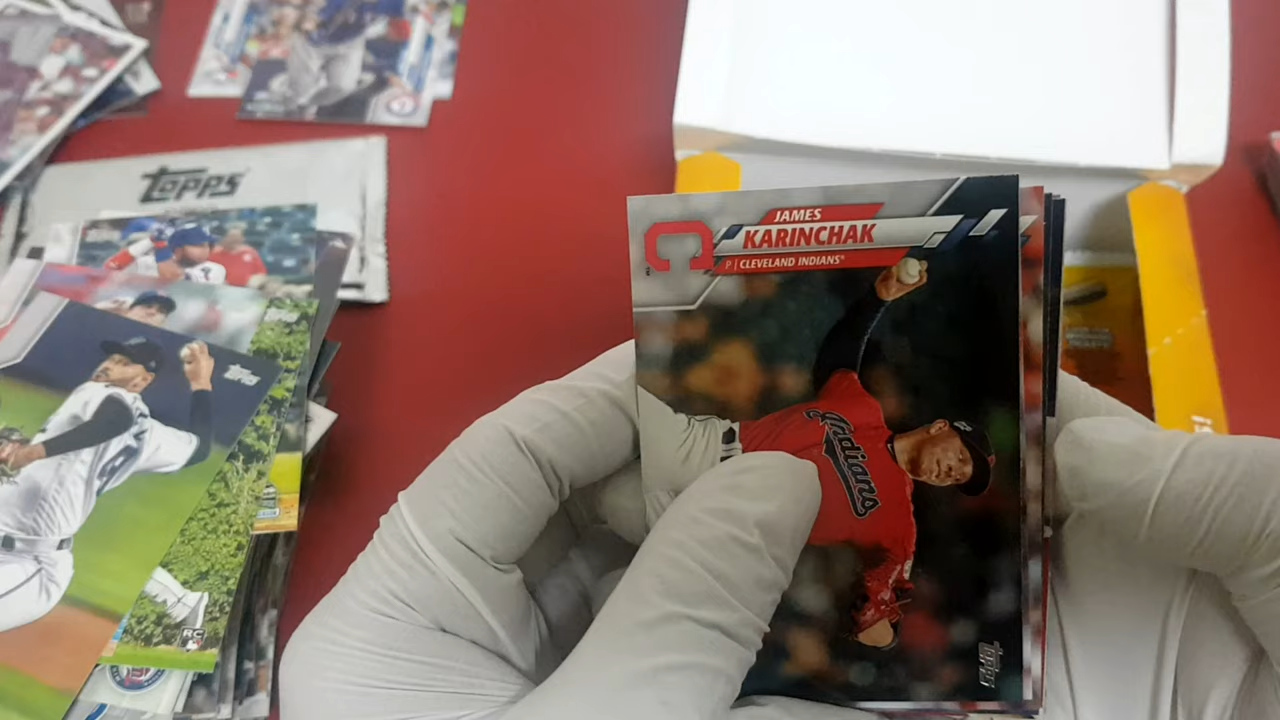 TOPPS
JAMES
KARINCHAK
P | CLEVELAND INDIANS
Indians
topps
topps
RC